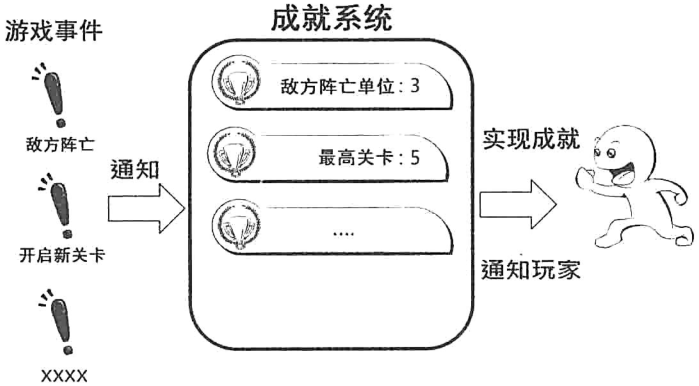 游戏事件
敌方阵亡
开启新关卡
XXXX
通知
成就系统
敌方阵亡单位：3
最高关卡：5
....
实现成就
通知玩家